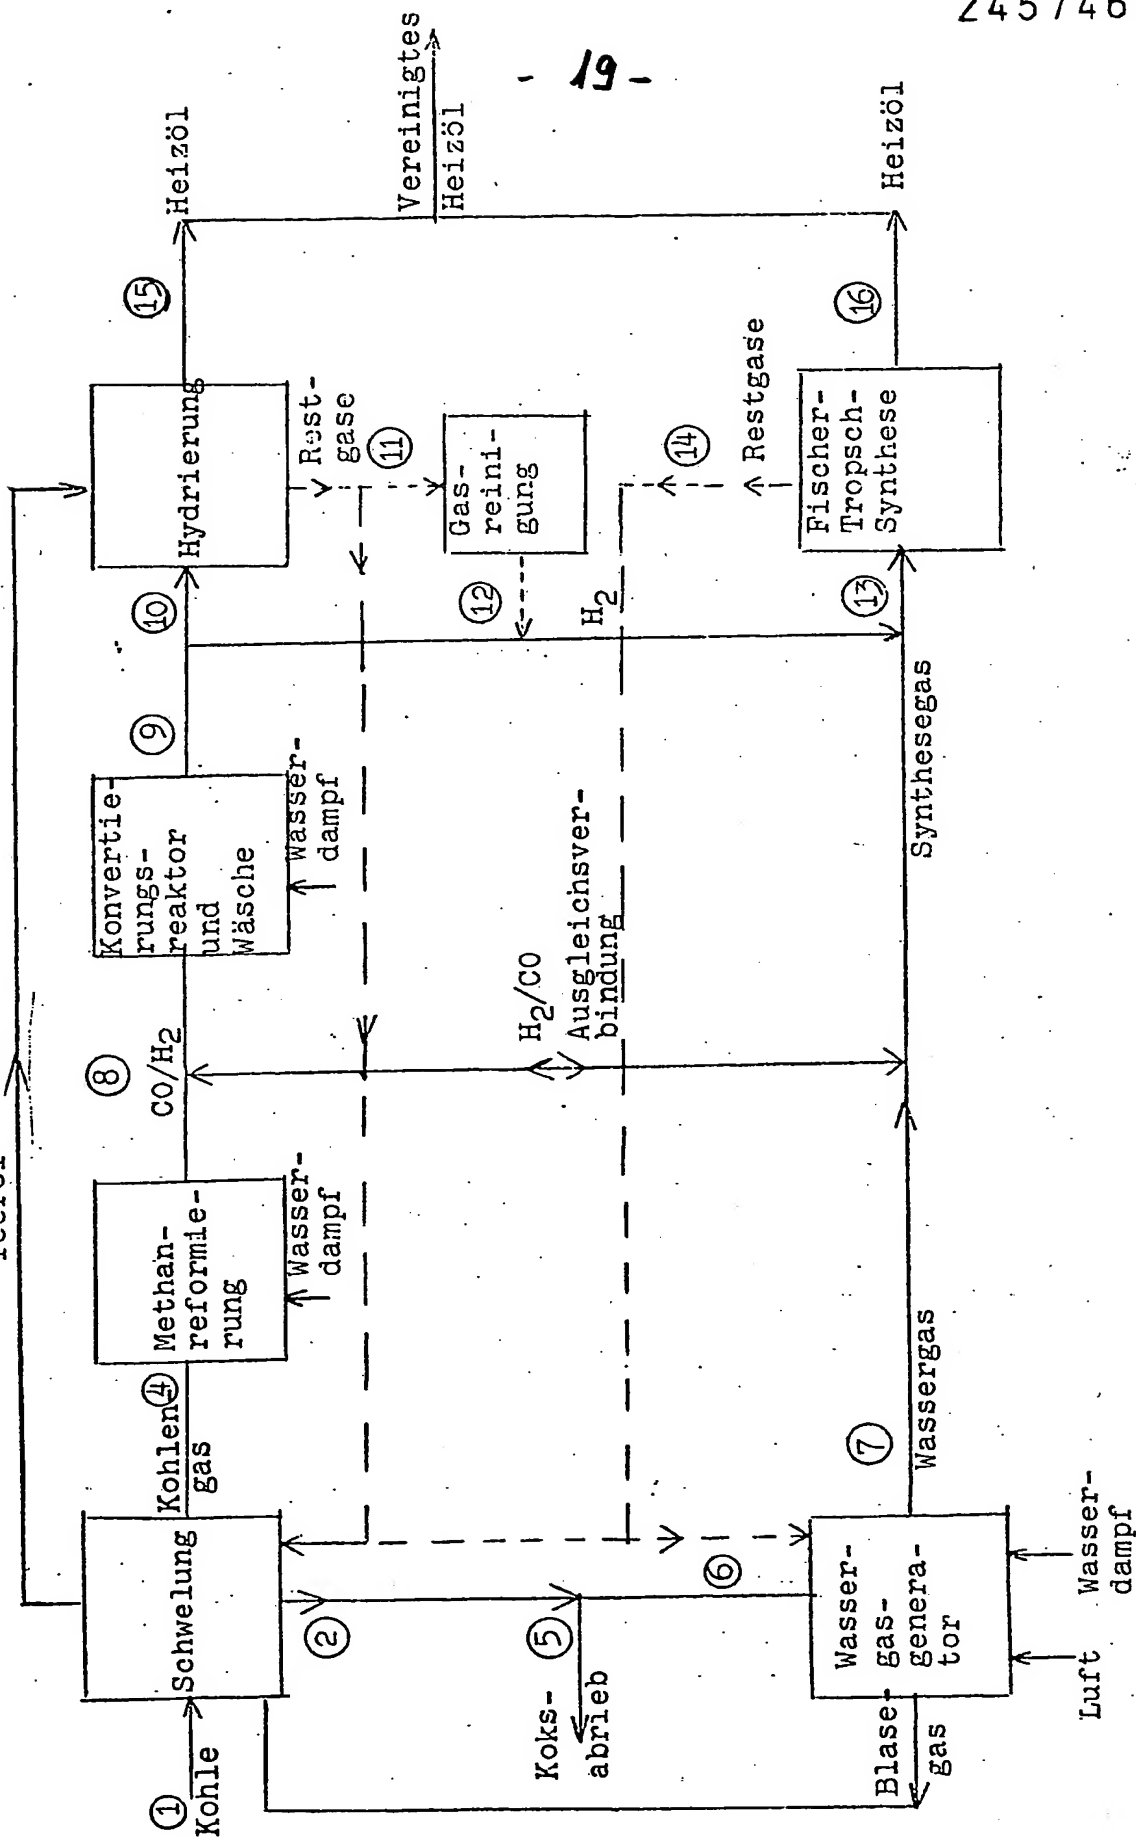 245746
- 19 -
Teeröl
1
Kohle
Schwelung
Kohlen-
gas
4
Methan-
reformie-
rung
Wasser-
dampf
8
CO/H2
Konvertie-
rungs-
reaktor
und
Wäsche
Wasser-
dampf
9
10
Hydrierung
Rest-
gase
11
15
Heizöl
Gas-
reini-
gung
12
H2
14
Restgase
Vereinigtes
Heizöl
H2/CO
Ausgleichsver-
bindung
2
5
Koks-
abrieb
6
Wasser-
gas-
genera-
tor
Blase-
gas
Luft
Wasser-
dampf
7
Wassergas
Synthesegas
13
Fischer-
Tropsch-
Synthese
16
Heizöl